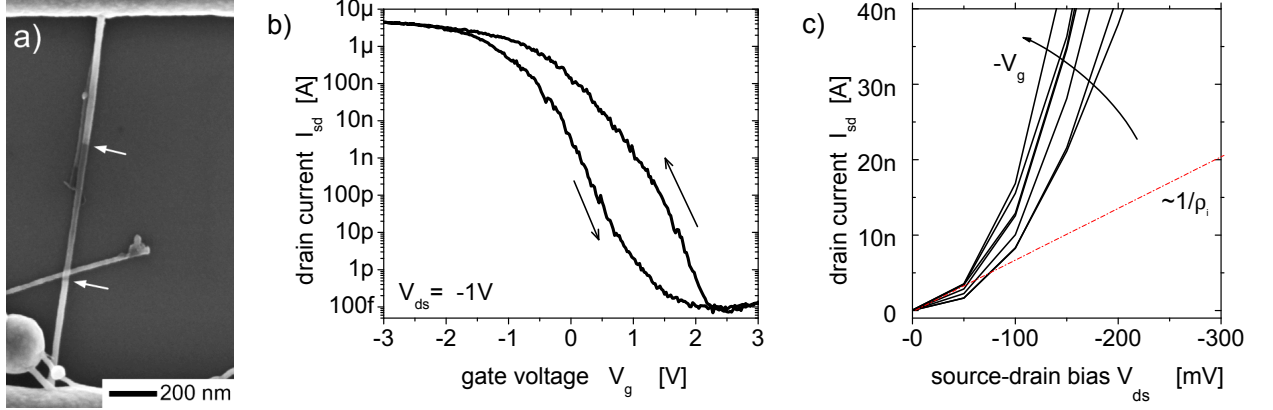 a)
200 nm
b)
10µ
1µ
100n
10n
1n
100p
10p
1p
100f
drain current I_sd [A]
V_ds= -1V
-3 -2 -1 0 1 2 3
gate voltage V_g [V]
c)
40n
30n
20n
10n
0
drain current I_sd [A]
-V_g
~1/ρ_i
-0 -100 -200 -300
source-drain bias V_ds [mV]